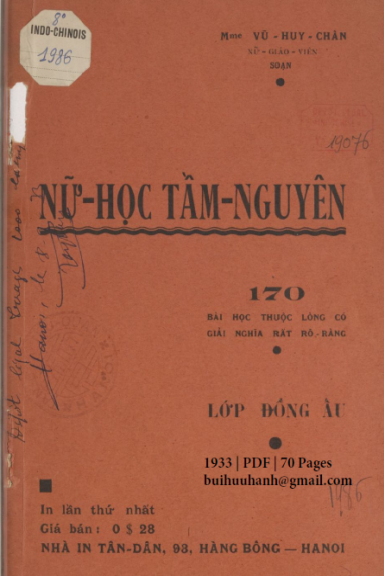 8°
INDO-CHINOIS
1986
Mme VŨ - HUY - CHÂN
NỮ - GIÁO - VIÊN
SOẠN
19076
NỮ-HỌC TẦM-NGUYÊN
170
BÀI HỌC THUỘC LÒNG CÓ
GIẢI NGHĨA RẤT RÕ-RÀNG
LỚP ĐỒNG ẤU
1933 | PDF | 70 Pages
buihuuhanh@gmail.com
In lần thứ nhất
Giá bán: 0 $ 28
NHÀ IN TÂN-DÂN, 93, HÀNG BÔNG — HANOI